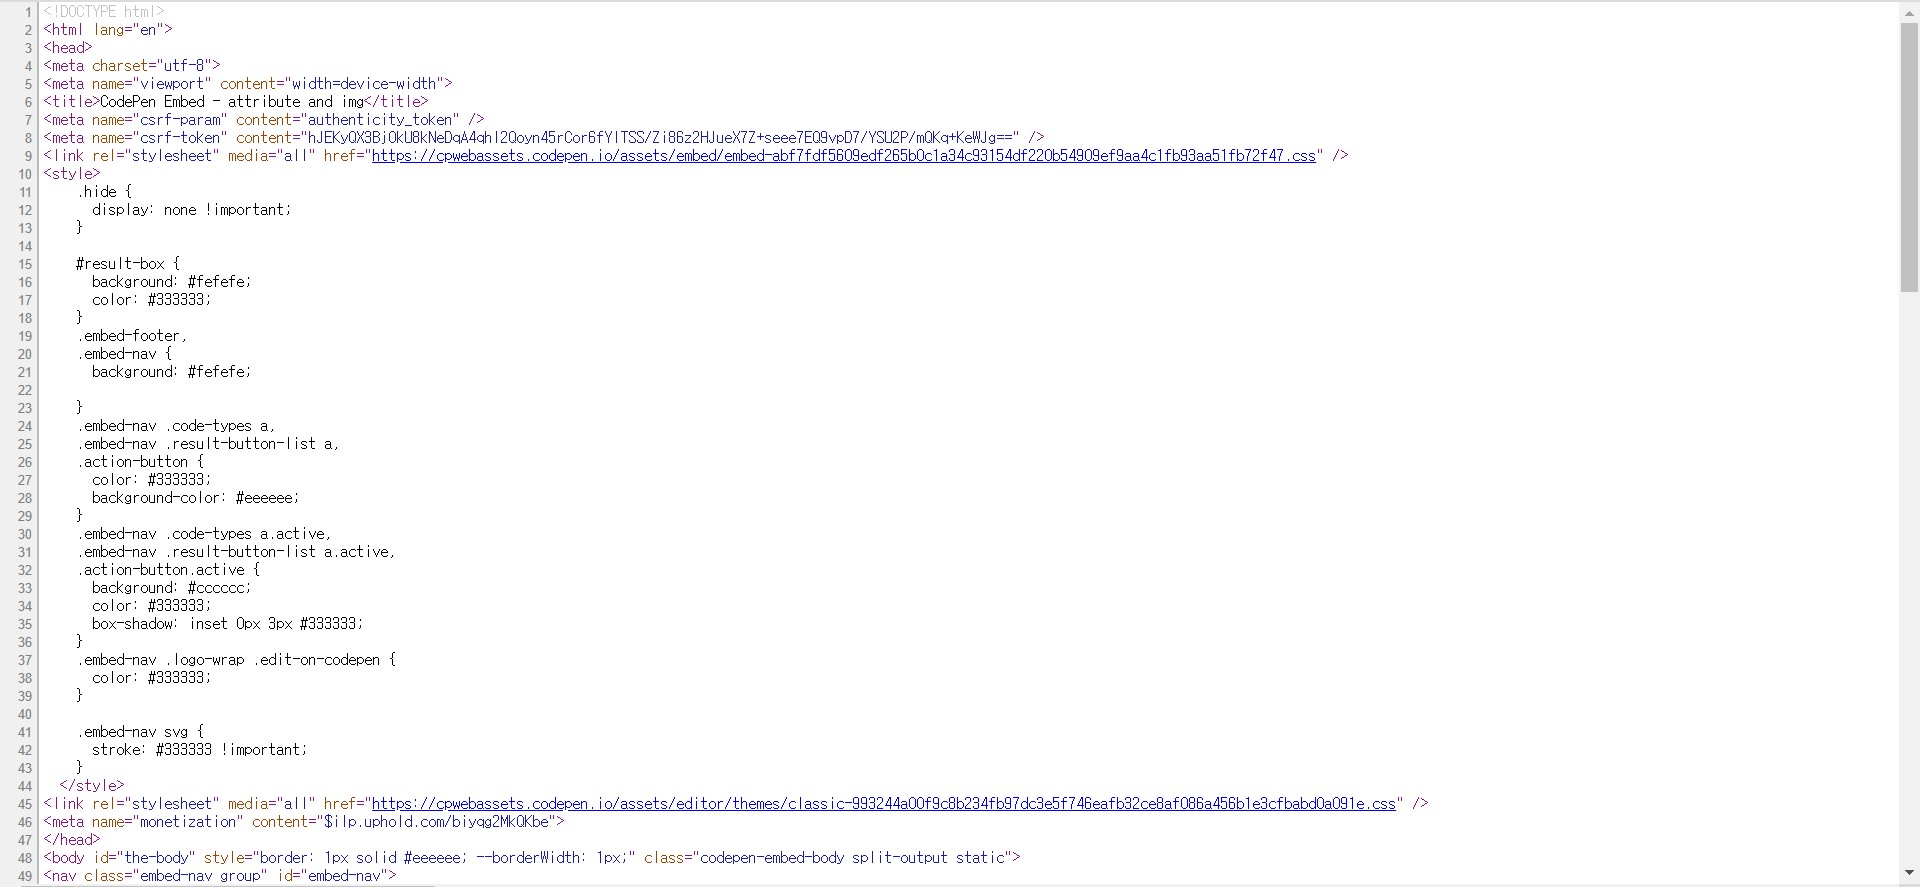 1 <!DOCTYPE html>
2 <html lang="en">
3 <head>
4 <meta charset="utf-8">
5 <meta name="viewport" content="width=device-width">
6 <title>CodePen Embed - attribute and img</title>
7 <meta name="csrf-param" content="authenticity_token" />
8 <meta name="csrf-token" />
9 <link rel="stylesheet" media="all" href="https://cpwebassets.codepen.io/assets/embed/embed-abf7fdf5609edf265b0c1a34c93154df220b54909ef9aa4c1fb93aa51fb72f47.css" />
10 <style>
11 .hide {
12 display: none !important;
13 }
14
15 #result-box {
16 background: #fefefe;
17 color: #333333;
18 }
19 .embed-footer,
20 .embed-nav {
21 background: #fefefe;
22
23 }
24 .embed-nav .code-types a,
25 .embed-nav .result-button-list a,
26 .action-button {
27 color: #333333;
28 background-color: #eeeeee;
29 }
30 .embed-nav .code-types a.active,
31 .embed-nav .result-button-list a.active,
32 .action-button.active {
33 background: #cccccc;
34 color: #333333;
35 box-shadow: inset 0px 3px #333333;
36 }
37 .embed-nav .logo-wrap .edit-on-codepen {
38 color: #333333;
39 }
40
41 .embed-nav svg {
42 stroke: #333333 !important;
43 }
44 </style>
45 <link rel="stylesheet" media="all" href="https://cpwebassets.codepen.io/assets/editor/themes/classic-993244a00f9c8b234fb97dc3e5f746eafb32ce8af086a456b1e3cfbabd0a091e.css" />
46 <meta name="monetization" content="$ilp.uphold.com/biyqg2MkQKbe">
47 </head>
48 <body id="the-body" style="border: 1px solid #eeeeee; --borderWidth: 1px;" class="codepen-embed-body split-output static">
49 <nav class="embed-nav group" id="embed-nav">